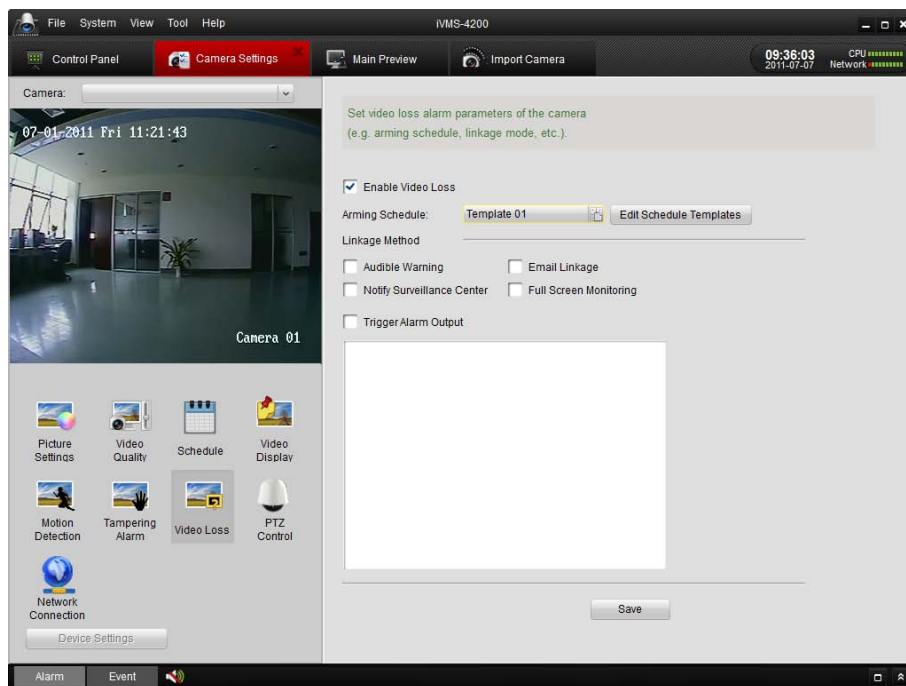 File System View Tool Help
iVMS-4200
Control Panel
Camera Settings
Main Preview
Import Camera
09:36:03
2011-07-07
CPU
Network
Camera:
07-01-2011 Fri 11:21:43
Camera 01
Picture
Settings
Video
Quality
Schedule
Video
Display
Motion
Detection
Tampering
Alarm
Video Loss
PTZ
Control
Network
Connection
Device Settings
Set video loss alarm parameters of the camera
(e.g. arming schedule, linkage mode, etc.).
Enable Video Loss
Arming Schedule: Template 01 Edit Schedule Templates
Linkage Method
Audible Warning Email Linkage
Notify Surveillance Center Full Screen Monitoring
Trigger Alarm Output
Save
Alarm Event